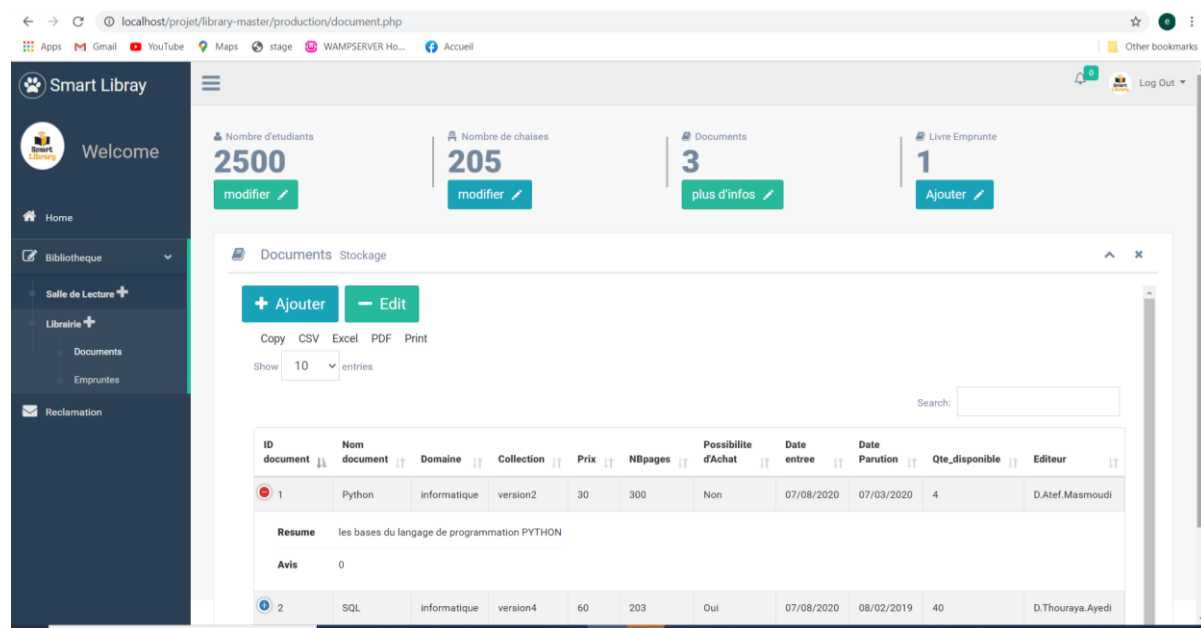 localhost/projet/library-master/production/document.php
e
Apps Gmail YouTube Maps stage WAMPSERVER Ho... Accueil Other bookmarks
Smart Libray
0
Log Out
Smart Library
Welcome
Home
Bibliotheque
Salle de Lecture
Librairie
Documents
Empruntes
Reclamation
Nombre d'etudiants Nombre de chaises Documents Livre Emprunte
2500 205 3 1
modifier modifier plus d'infos Ajouter
Documents Stockage
Ajouter Edit
Copy CSV Excel PDF Print
Show 10 entries
Search:
ID document Nom document Domaine Collection Prix NBpages Possibilite d'Achat Date entree Date Parution Qte_disponible Editeur
1 Python informatique version2 30 300 Non 07/08/2020 07/03/2020 4 D.Atef.Masmoudi
Resume les bases du langage de programmation PYTHON
Avis 0
2 SQL informatique version4 60 203 Oui 07/08/2020 08/02/2019 40 D.Thouraya.Ayedi